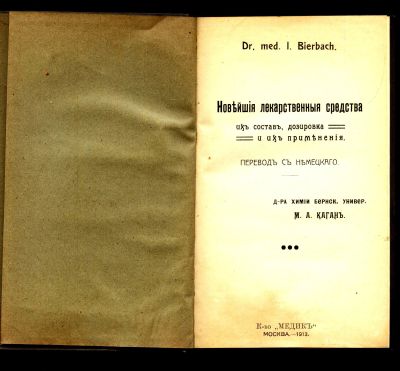 Dr. med. I. Bierbach.
Новѣйшія лекарственныя средства
ихъ составъ, дозировка
и ихъ примѣненія.
ПЕРЕВОДЪ СЪ НѢМЕЦКАГО.
Д-РА ХИМІИ БЕРНСК. УНИВЕР.
М. А. КАГАНЪ.
К-во „МЕДИКЪ"
МОСКВА.—1912.